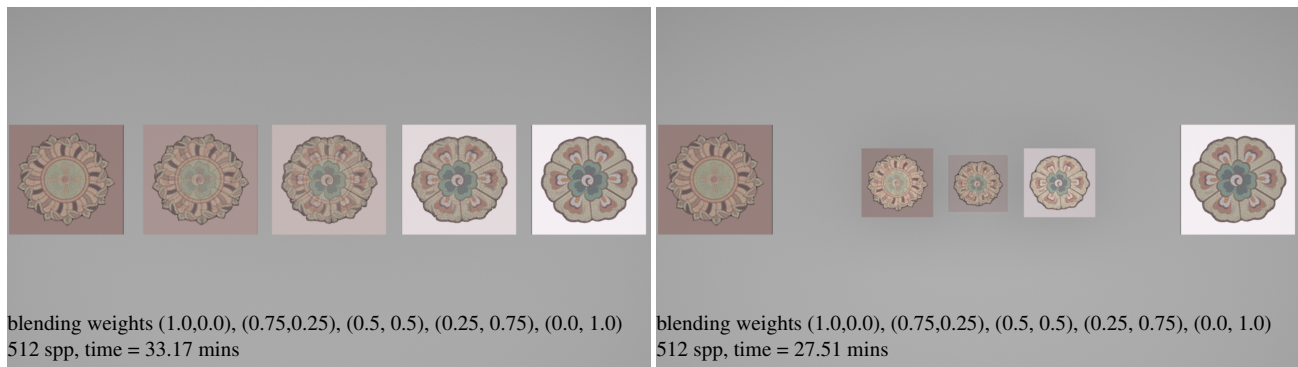 blending weights (1.0,0.0), (0.75,0.25), (0.5, 0.5), (0.25, 0.75), (0.0, 1.0)
512 spp, time = 33.17 mins
blending weights (1.0,0.0), (0.75,0.25), (0.5, 0.5), (0.25, 0.75), (0.0, 1.0)
512 spp, time = 27.51 mins